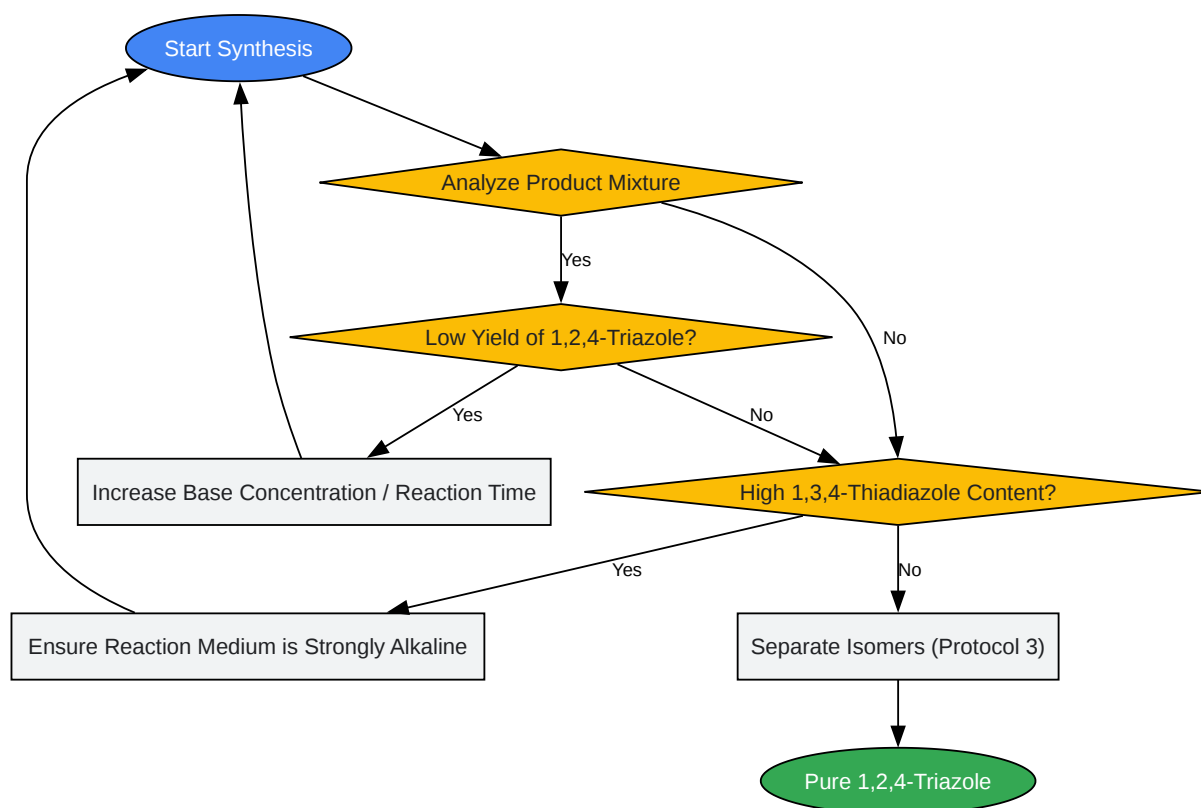 Start Synthesis
Analyze Product Mixture
Yes
Low Yield of 1,2,4-Triazole?
No
Yes
No
Increase Base Concentration / Reaction Time
High 1,3,4-Thiadiazole Content?
Yes
No
Ensure Reaction Medium is Strongly Alkaline
Separate Isomers (Protocol 3)
Pure 1,2,4-Triazole